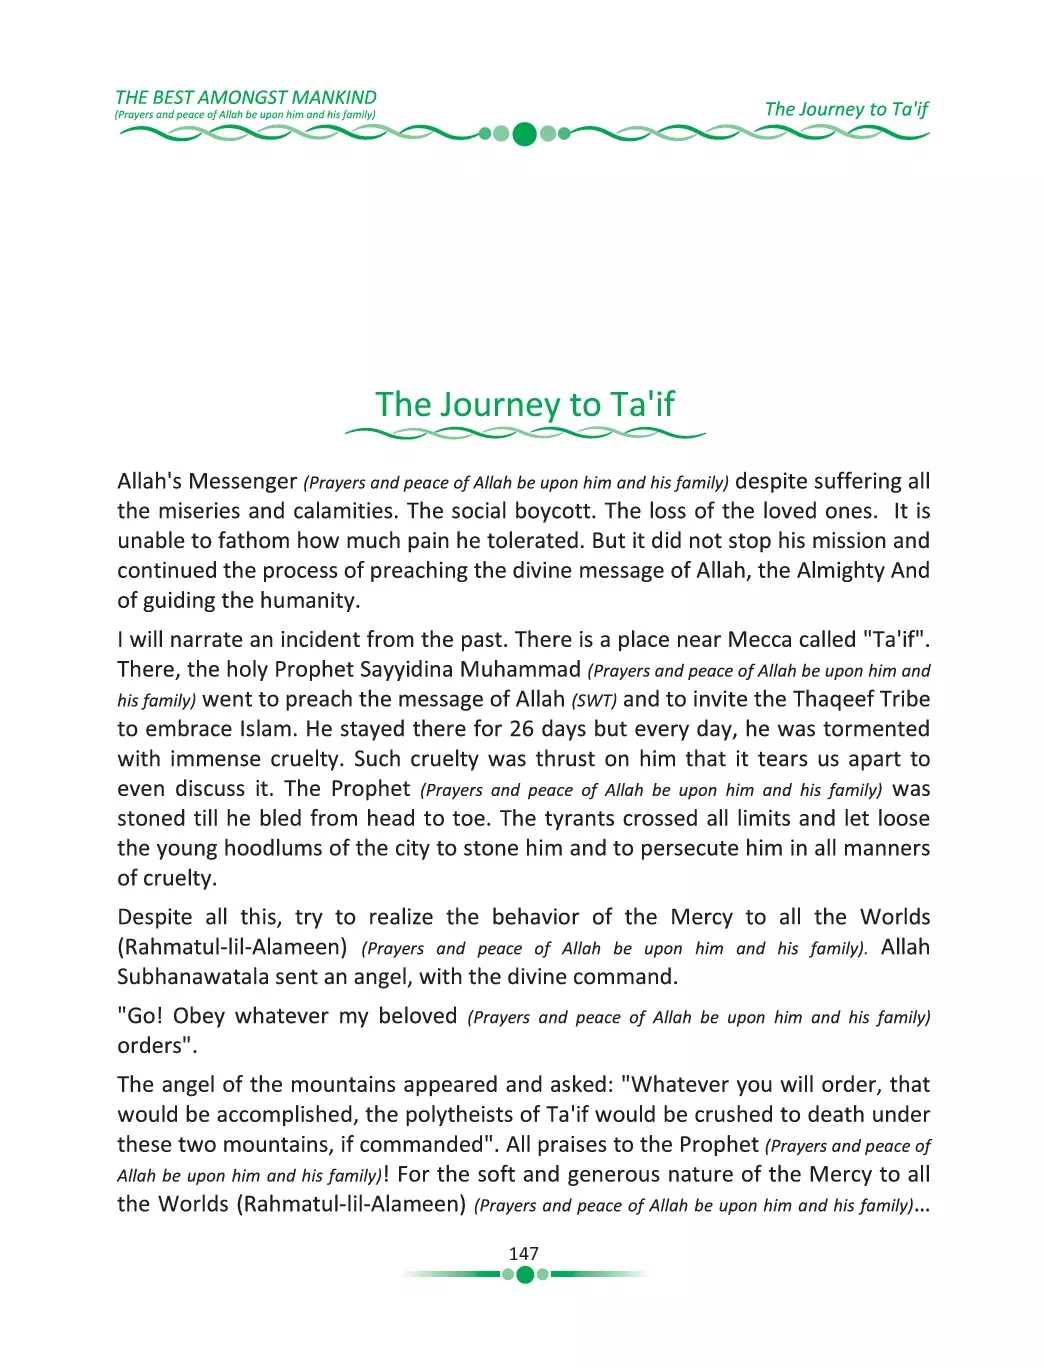 THE BEST AMONGST MANKIND
(Prayers and peace of Allah be upon him and his family)
The Journey to Ta'if
The Journey to Ta'if
Allah's Messenger (Prayers and peace of Allah be upon him and his family) despite suffering all
the miseries and calamities. The social boycott. The loss of the loved ones. It is
unable to fathom how much pain he tolerated. But it did not stop his mission and
continued the process of preaching the divine message of Allah, the Almighty And
of guiding the humanity.
I will narrate an incident from the past. There is a place near Mecca called "Ta'if".
There, the holy Prophet Sayyidina Muhammad (Prayers and peace of Allah be upon him and
his family) went to preach the message of Allah (SWT) and to invite the Thaqeef Tribe
to embrace Islam. He stayed there for 26 days but every day, he was tormented
with immense cruelty. Such cruelty was thrust on him that it tears us apart to
even discuss it. The Prophet (Prayers and peace of Allah be upon him and his family) was
stoned till he bled from head to toe. The tyrants crossed all limits and let loose
the young hoodlums of the city to stone him and to persecute him in all manners
of cruelty.
Despite all this, try to realize the behavior of the Mercy to all the Worlds
(Rahmatul-lil-Alameen) (Prayers and peace of Allah be upon him and his family). Allah
Subhanawatala sent an angel, with the divine command.
"Go! Obey whatever my beloved (Prayers and peace of Allah be upon him and his family)
orders".
The angel of the mountains appeared and asked: "Whatever you will order, that
would be accomplished, the polytheists of Ta'if would be crushed to death under
these two mountains, if commanded". All praises to the Prophet (Prayers and peace of
Allah be upon him and his family)! For the soft and generous nature of the Mercy to all
the Worlds (Rahmatul-lil-Alameen) (Prayers and peace of Allah be upon him and his family)...
147